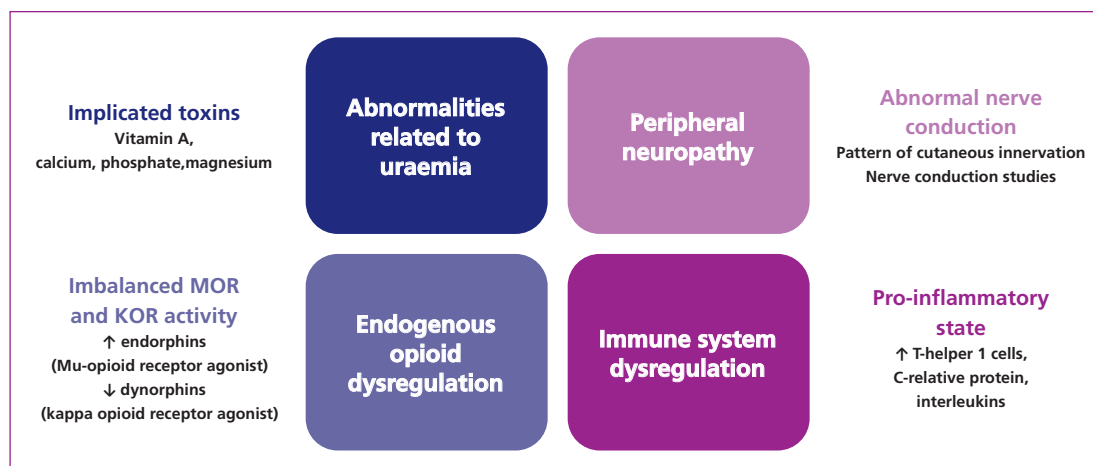 Implicated toxins
Vitamin A,
calcium, phosphate,magnesium
Abnormalities
related to
uraemia
Peripheral
neuropathy
Abnormal nerve
conduction
Pattern of cutaneous innervation
Nerve conduction studies
Imbalanced MOR
and KOR activity
↑ endorphins
(Mu-opioid receptor agonist)
↓ dynorphins
(kappa opioid receptor agonist)
Endogenous
opioid
dysregulation
Immune system
dysregulation
Pro-inflammatory
state
↑ T-helper 1 cells,
C-relative protein,
interleukins